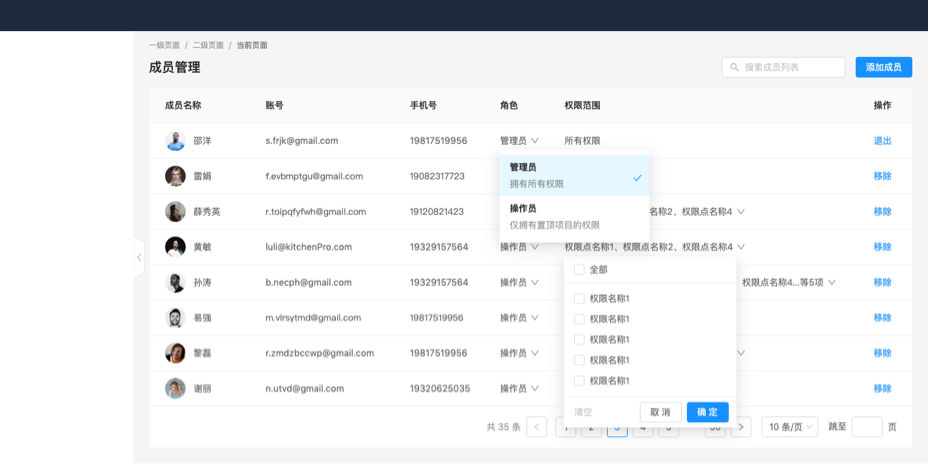 一级页面 / 二级页面 / 当前页面
成员管理
搜索成员列表
添加成员
成员名称 账号 手机号 角色 权限范围 操作
邵洋 s.frjk@gmail.com 19817519956 管理员 所有权限 退出
雷娟 f.evbmptgu@gmail.com 19082317723 移除
管理员
拥有所有权限
操作员
仅拥有置顶项目的权限
薛秀英 r.toipqfyfwh@gmail.com 19120821423 名称2、权限点名称4 移除
黄敏 luli@kitchenPro.com 19329157564 操作员 权限点名称1、权限点名称2、权限点名称4 移除
孙涛 b.necph@gmail.com 19329157564 操作员 权限点名称4...等5项 移除
易强 m.vlrsytmd@gmail.com 19817519956 操作员 移除
黎磊 r.zmdzbccwp@gmail.com 19817519956 操作员 移除
谢丽 n.utvd@gmail.com 19320625035 操作员 移除
全部
权限名称1
权限名称1
权限名称1
权限名称1
权限名称1
清空 取 消 确 定
共 35 条 < > 10 条/页 跳至 页